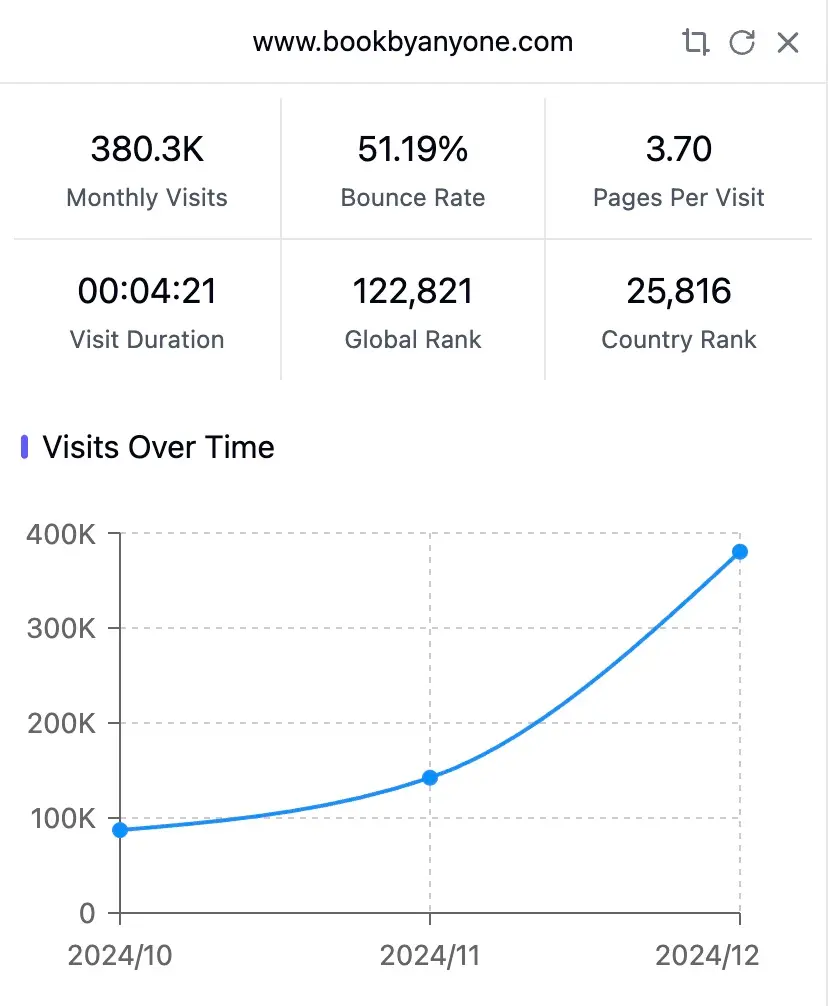 www.bookbyanyone.com
380.3K
Monthly Visits
51.19%
Bounce Rate
3.70
Pages Per Visit
00:04:21
Visit Duration
122,821
Global Rank
25,816
Country Rank
Visits Over Time
400K
300K
200K
100K
0
2024/10
2024/11
2024/12